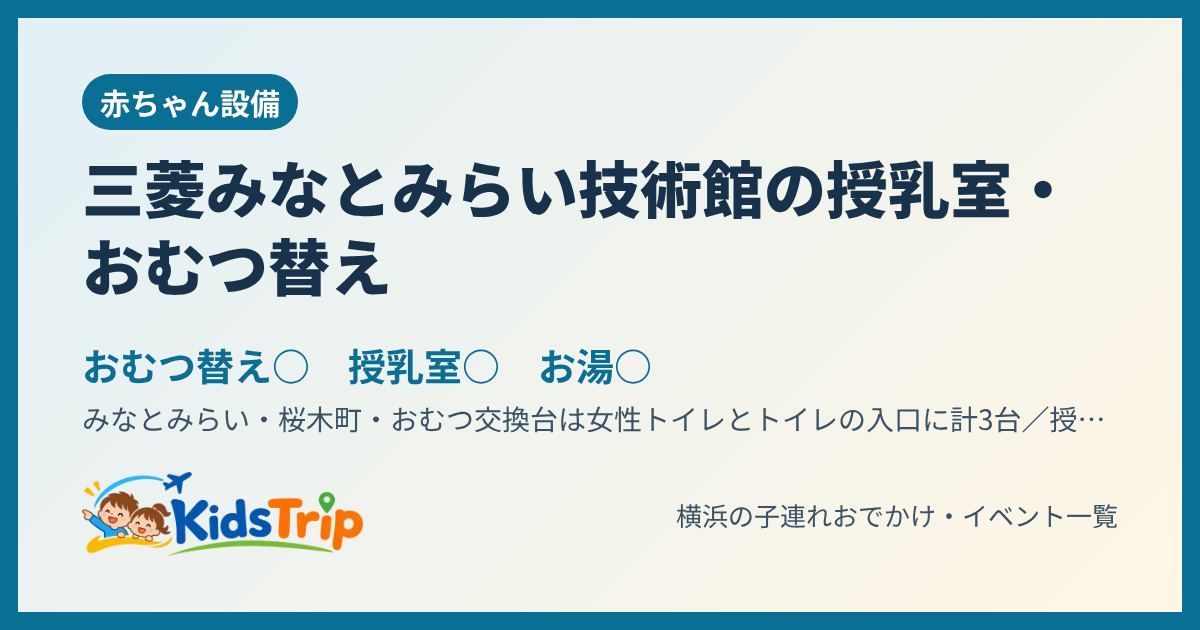 赤ちゃん設備
三菱みなとみらい技術館の授乳室・
おむつ替え
おむつ替え○　授乳室○　お湯○
みなとみらい・桜木町・おむつ交換台は女性トイレとトイレの入口に計3台／授…
KidsTrip
横浜の子連れおでかけ・イベント一覧